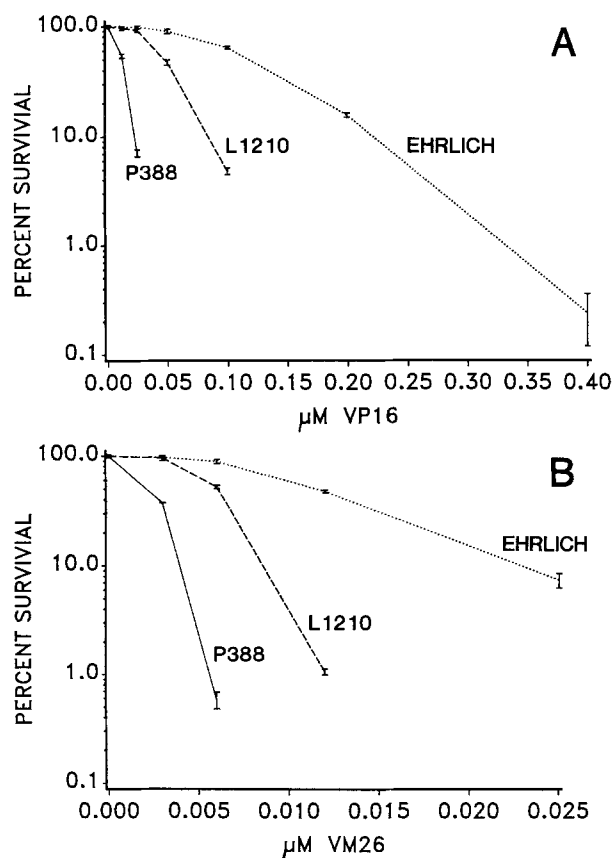 A
PERCENT SURVIVIAL
100.0
10.0
1.0
0.1
P388
L1210
EHRLICH
0.00 0.05 0.10 0.15 0.20 0.25 0.30 0.35 0.40
µM VP16
B
PERCENT SURVIVIAL
100.0
10.0
1.0
0.1
P388
L1210
EHRLICH
0.000 0.005 0.010 0.015 0.020 0.025
µM VM26